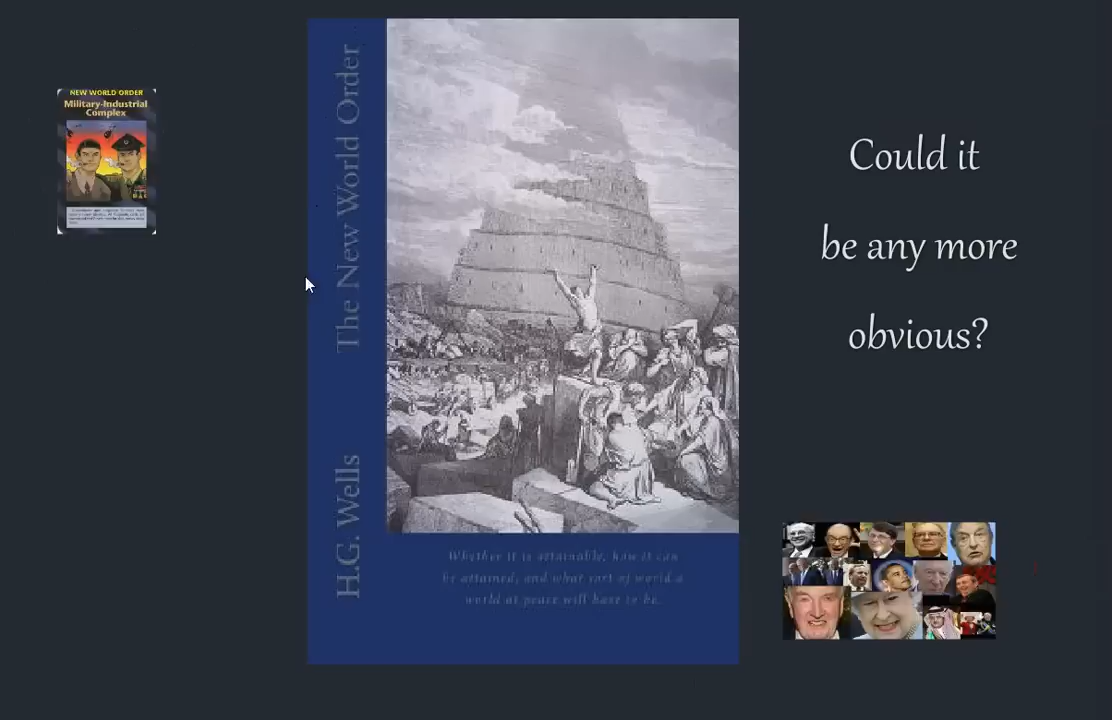 NEW WORLD ORDER
Military-Industrial
Complex
The New World Order
H.G. Wells
Whether it is attainable, how it can
be attained, and what sort of world a
world at peace will have to be.
Could it
be any more
obvious?